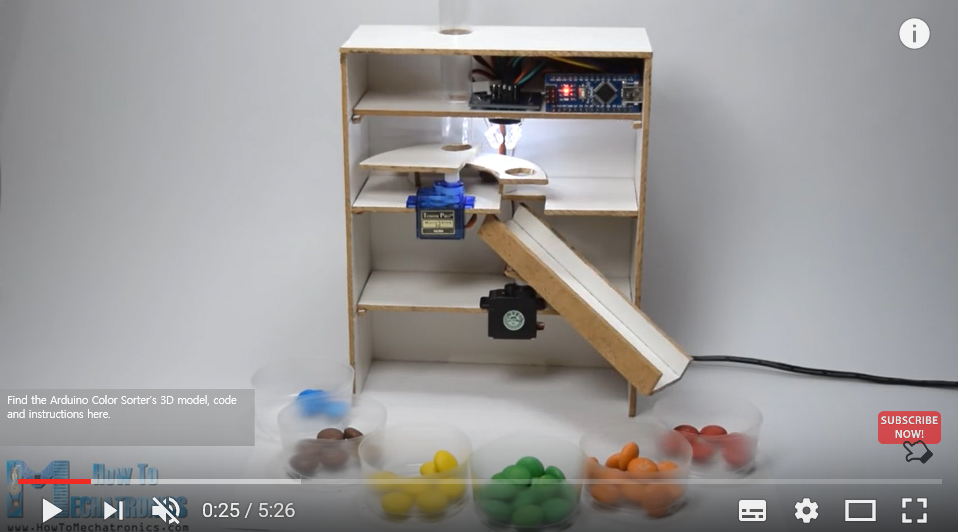 i
Find the Arduino Color Sorter's 3D model, code
and instructions here.
SUBSCRIBE
NOW!
How To
Mechatronics
www.HowToMechatronics.com
0:25 / 5:26